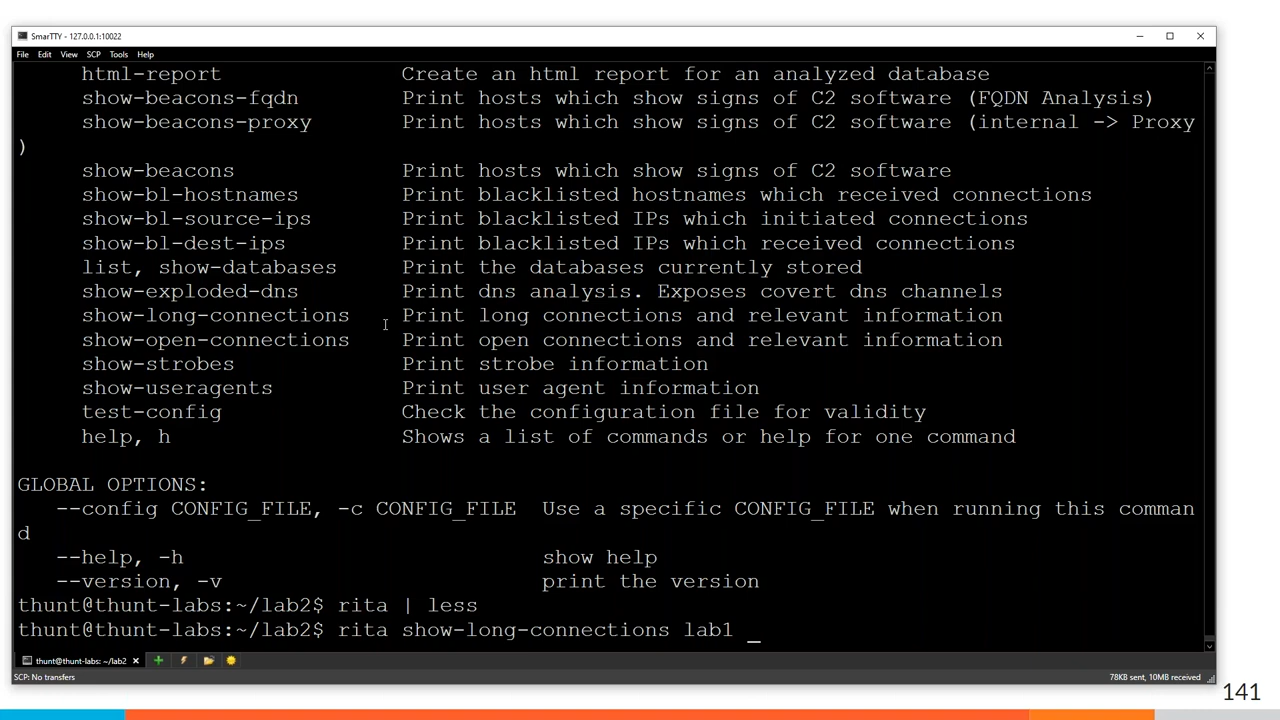 SmarTTY - 127.0.0.1:10022
File Edit View SCP Tools Help
html-report Create an html report for an analyzed database
show-beacons-fqdn Print hosts which show signs of C2 software (FQDN Analysis)
show-beacons-proxy Print hosts which show signs of C2 software (internal -> Proxy
)
show-beacons Print hosts which show signs of C2 software
show-bl-hostnames Print blacklisted hostnames which received connections
show-bl-source-ips Print blacklisted IPs which initiated connections
show-bl-dest-ips Print blacklisted IPs which received connections
list, show-databases Print the databases currently stored
show-exploded-dns Print dns analysis. Exposes covert dns channels
show-long-connections Print long connections and relevant information
show-open-connections Print open connections and relevant information
show-strobes Print strobe information
show-useragents Print user agent information
test-config Check the configuration file for validity
help, h Shows a list of commands or help for one command
GLOBAL OPTIONS:
--config CONFIG_FILE, -c CONFIG_FILE Use a specific CONFIG_FILE when running this comman
d
--help, -h show help
--version, -v print the version
thunt@thunt-labs:~/lab2$ rita | less
thunt@thunt-labs:~/lab2$ rita show-long-connections lab1 _
thunt@thunt-labs: ~/lab2
SCP: No transfers 78KB sent, 10MB received
141